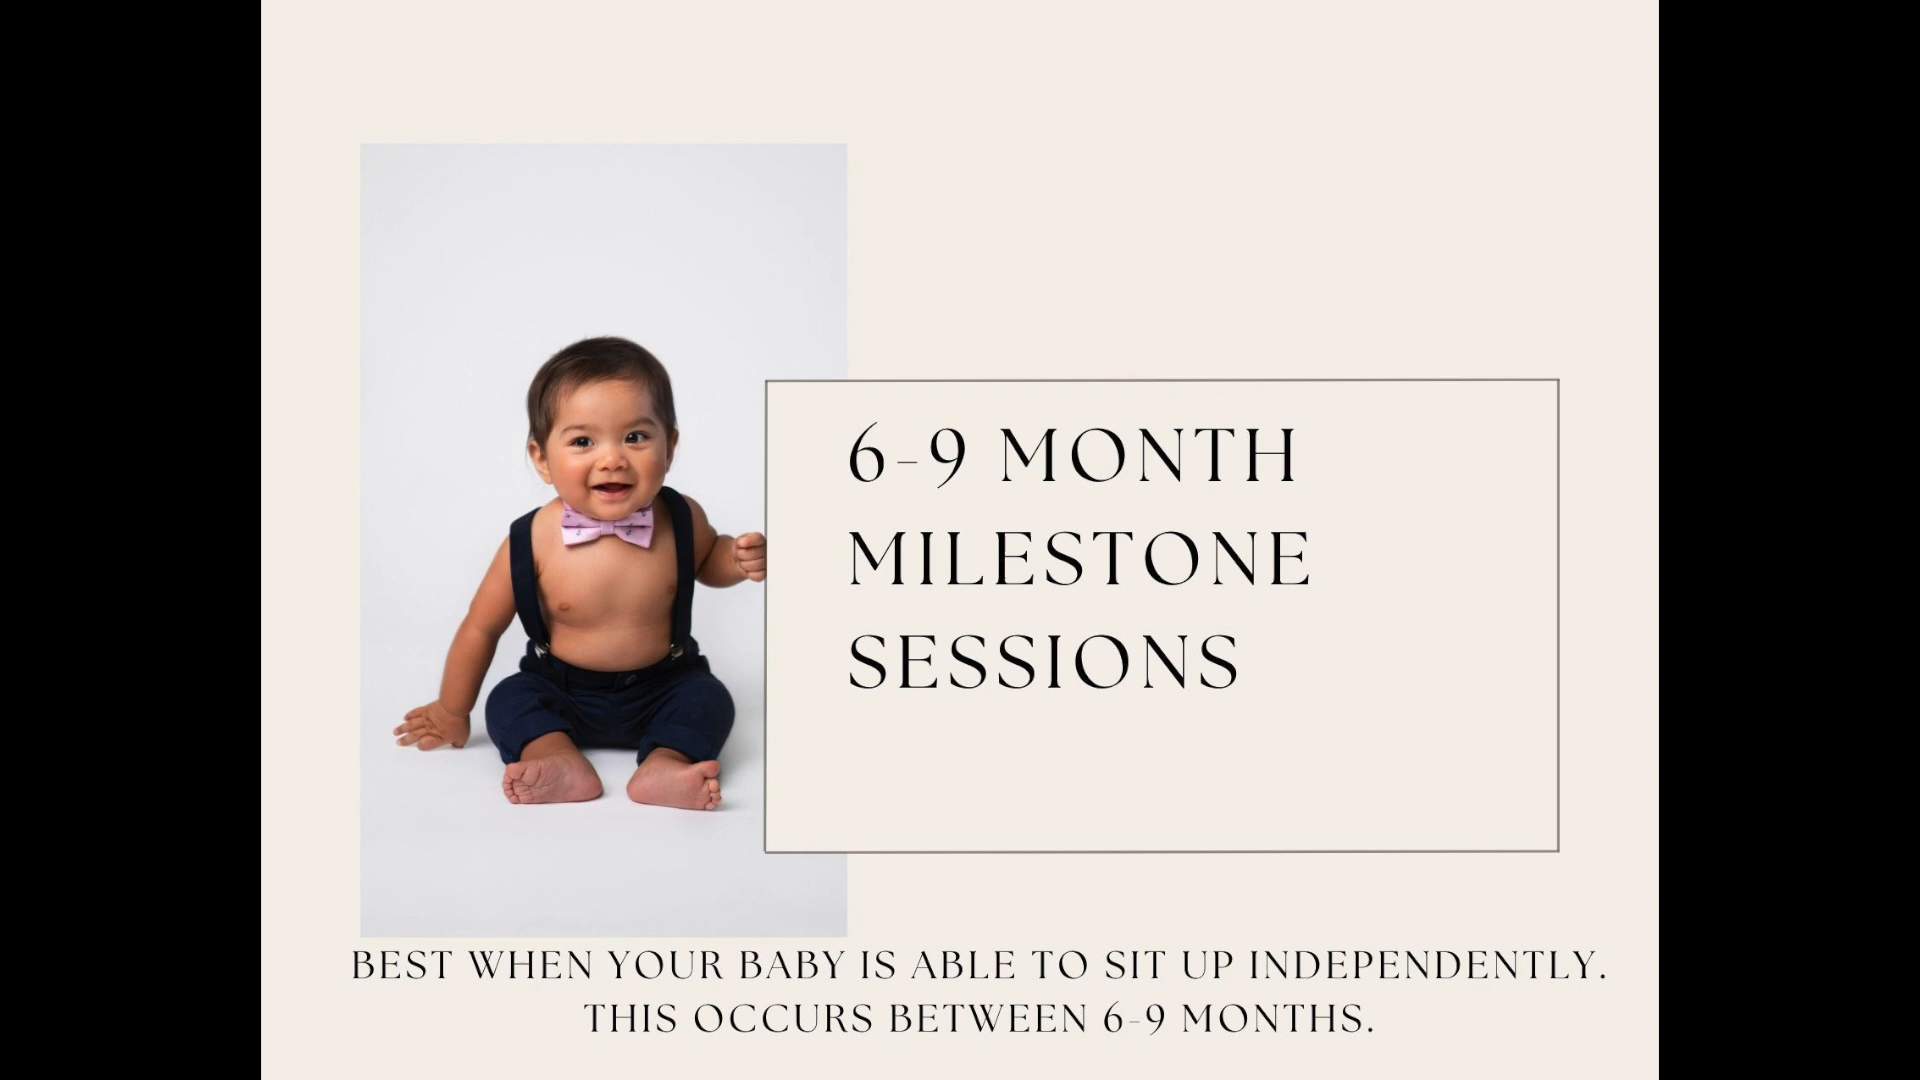 6-9 MONTH
MILESTONE
SESSIONS
BEST WHEN YOUR BABY IS ABLE TO SIT UP INDEPENDENTLY.
THIS OCCURS BETWEEN 6-9 MONTHS.